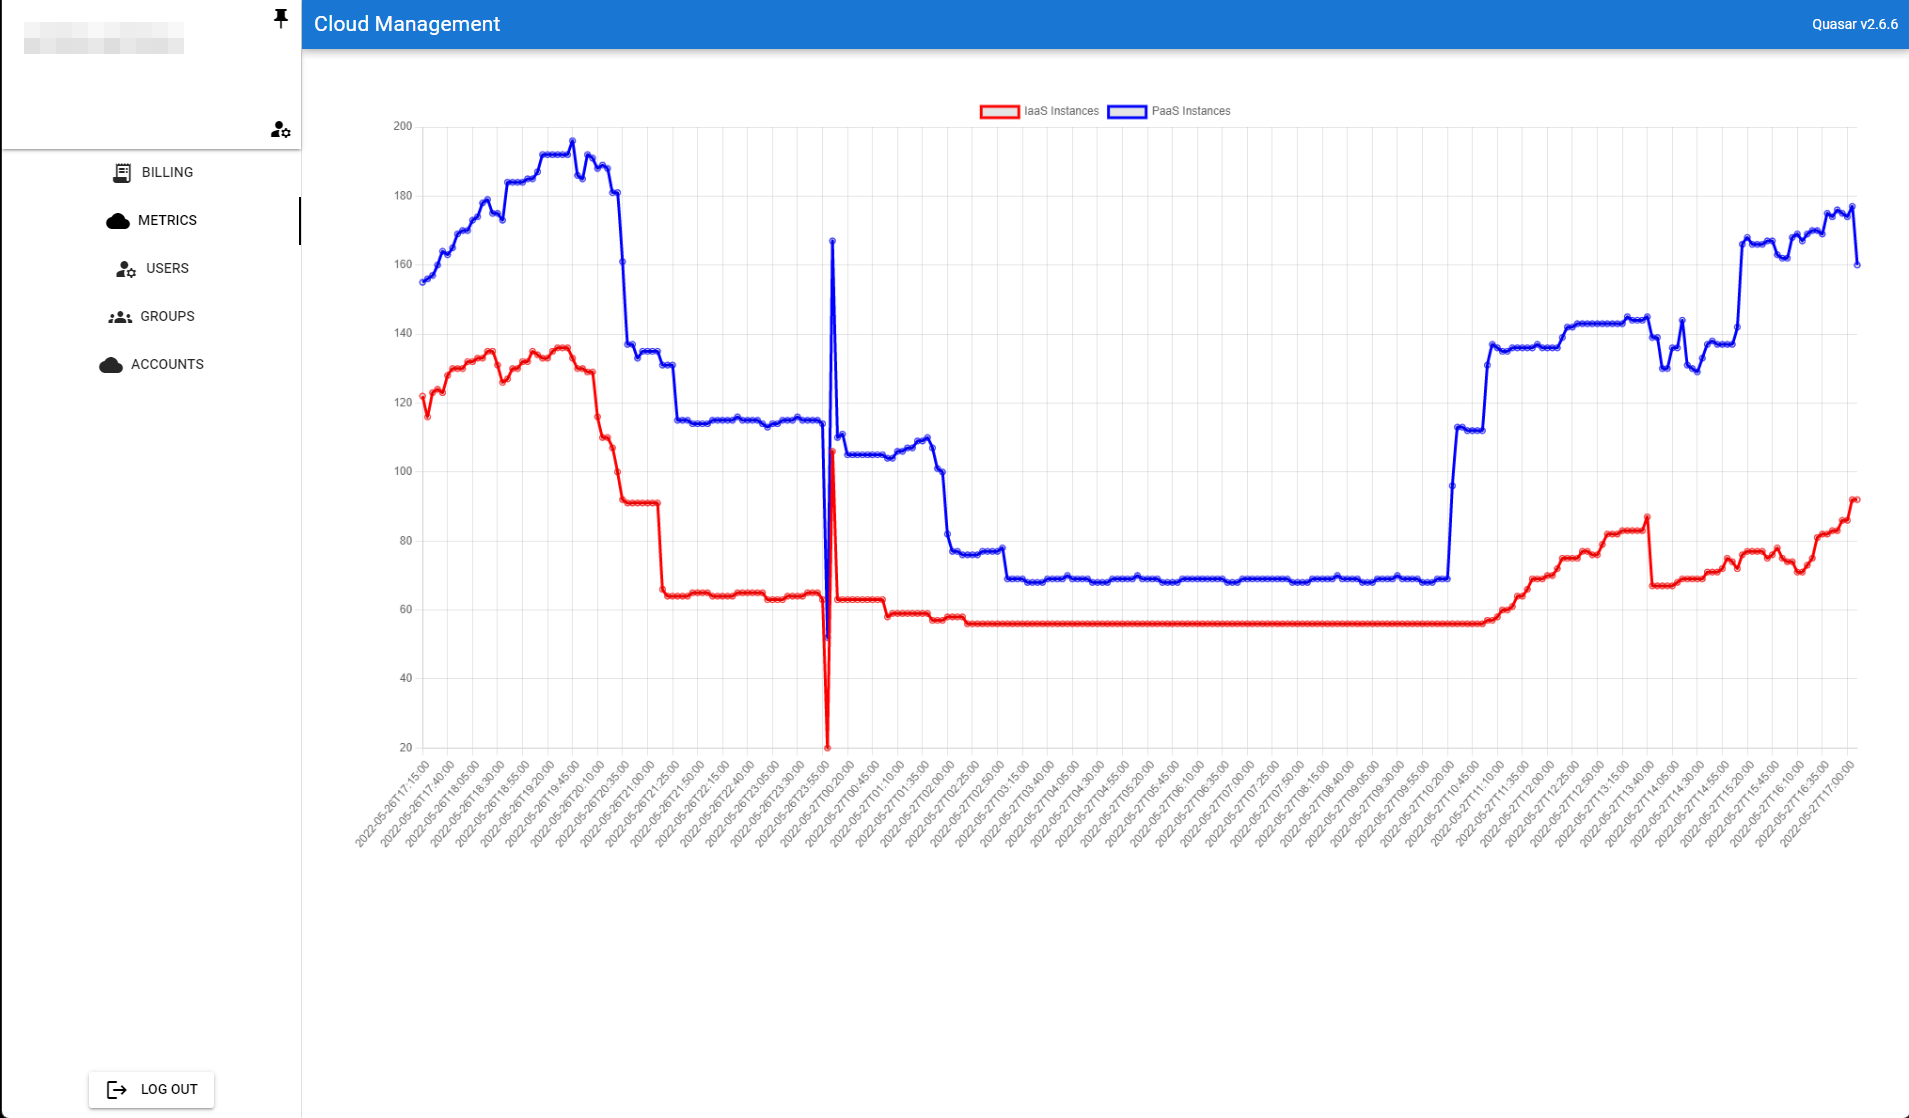 Cloud Management
Quasar v2.6.6
BILLING
METRICS
USERS
GROUPS
ACCOUNTS
LOG OUT
IaaS Instances
PaaS Instances
200
180
160
140
120
100
80
60
40
20
2022-05-26T17:15:00
2022-05-26T17:40:00
2022-05-26T18:05:00
2022-05-26T18:30:00
2022-05-26T18:55:00
2022-05-26T19:20:00
2022-05-26T19:45:00
2022-05-26T20:10:00
2022-05-26T20:35:00
2022-05-26T21:00:00
2022-05-26T21:25:00
2022-05-26T21:50:00
2022-05-26T22:15:00
2022-05-26T22:40:00
2022-05-26T23:05:00
2022-05-26T23:30:00
2022-05-26T23:55:00
2022-05-27T00:20:00
2022-05-27T00:45:00
2022-05-27T01:10:00
2022-05-27T01:35:00
2022-05-27T02:00:00
2022-05-27T02:25:00
2022-05-27T02:50:00
2022-05-27T03:15:00
2022-05-27T03:40:00
2022-05-27T04:05:00
2022-05-27T04:30:00
2022-05-27T04:55:00
2022-05-27T05:20:00
2022-05-27T05:45:00
2022-05-27T06:10:00
2022-05-27T06:35:00
2022-05-27T07:00:00
2022-05-27T07:25:00
2022-05-27T07:50:00
2022-05-27T08:15:00
2022-05-27T08:40:00
2022-05-27T09:05:00
2022-05-27T09:30:00
2022-05-27T09:55:00
2022-05-27T10:20:00
2022-05-27T10:45:00
2022-05-27T11:10:00
2022-05-27T11:35:00
2022-05-27T12:00:00
2022-05-27T12:25:00
2022-05-27T12:50:00
2022-05-27T13:15:00
2022-05-27T13:40:00
2022-05-27T14:05:00
2022-05-27T14:30:00
2022-05-27T14:55:00
2022-05-27T15:20:00
2022-05-27T15:45:00
2022-05-27T16:10:00
2022-05-27T16:35:00
2022-05-27T17:00:00